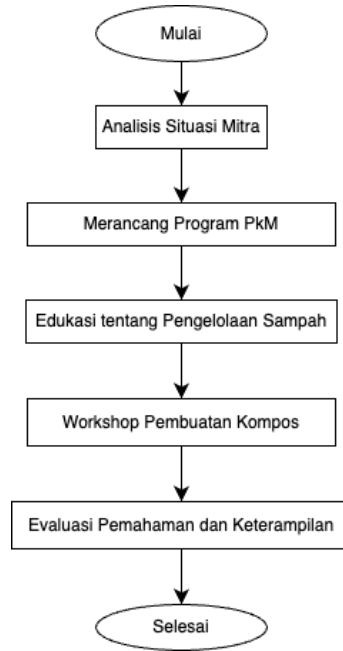 Mulai
Analisis Situasi Mitra
Merancang Program PkM
Edukasi tentang Pengelolaan Sampah
Workshop Pembuatan Kompos
Evaluasi Pemahaman dan Keterampilan
Selesai